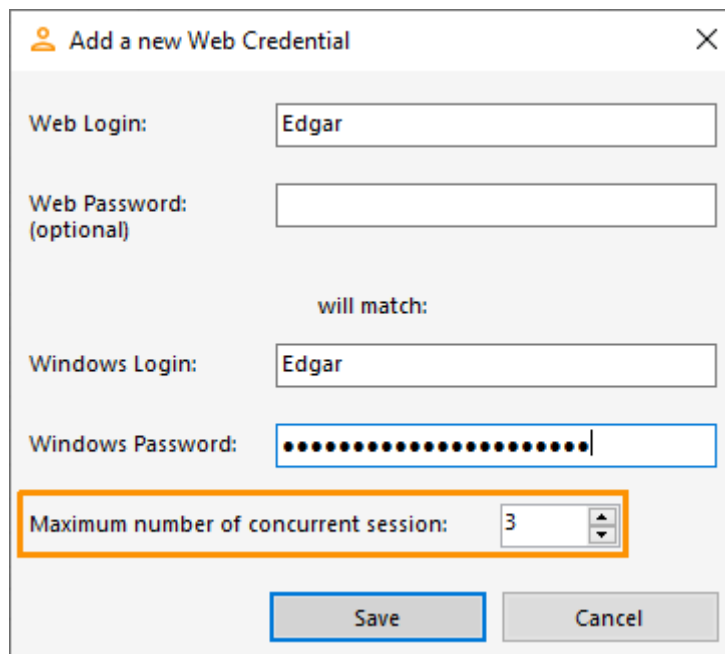 Add a new Web Credential
Web Login: Edgar
Web Password:
(optional)
will match:
Windows Login: Edgar
Windows Password: ●●●●●●●●●●●●●●●●●●●●●●
Maximum number of concurrent session: 3
Save Cancel